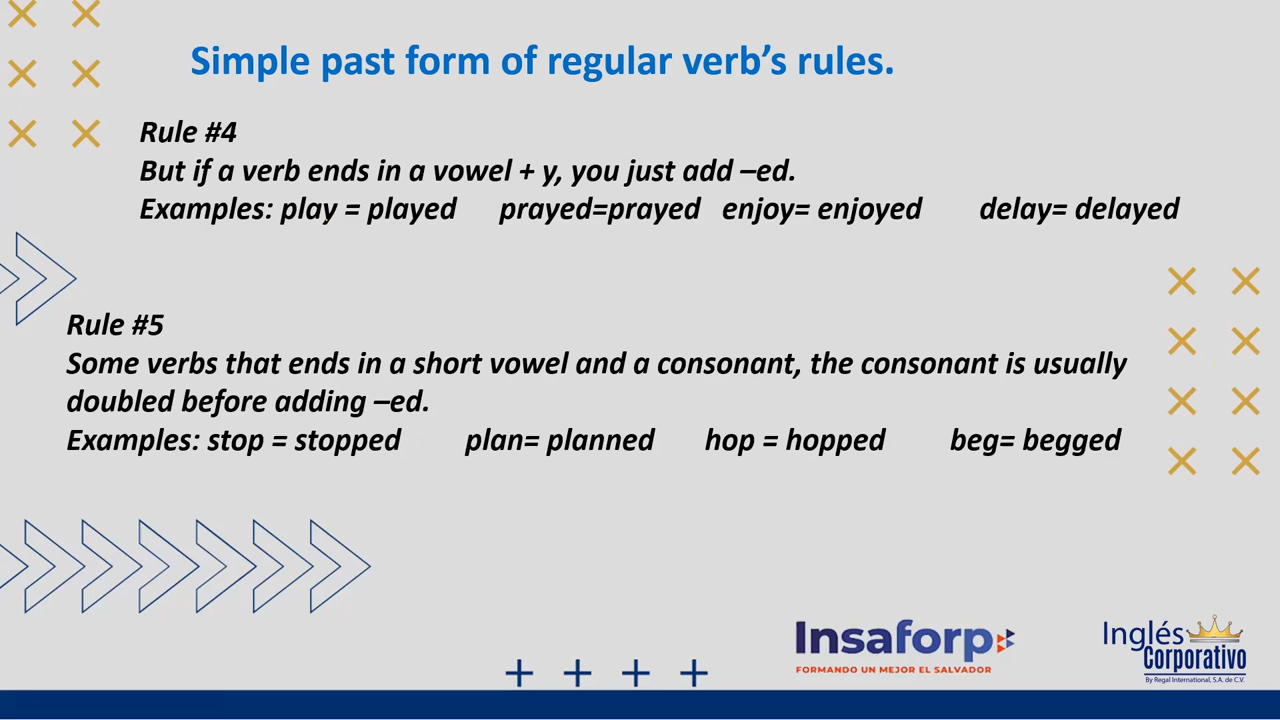 Simple past form of regular verb’s rules.
Rule #4
But if a verb ends in a vowel + y, you just add –ed.
Examples: play = played prayed=prayed enjoy= enjoyed delay= delayed
Rule #5
Some verbs that ends in a short vowel and a consonant, the consonant is usually
doubled before adding –ed.
Examples: stop = stopped plan= planned hop = hopped beg= begged
Insaforp
FORMANDO UN MEJOR EL SALVADOR
Inglés
Corporativo
By Regal International, S.A. de C.V.